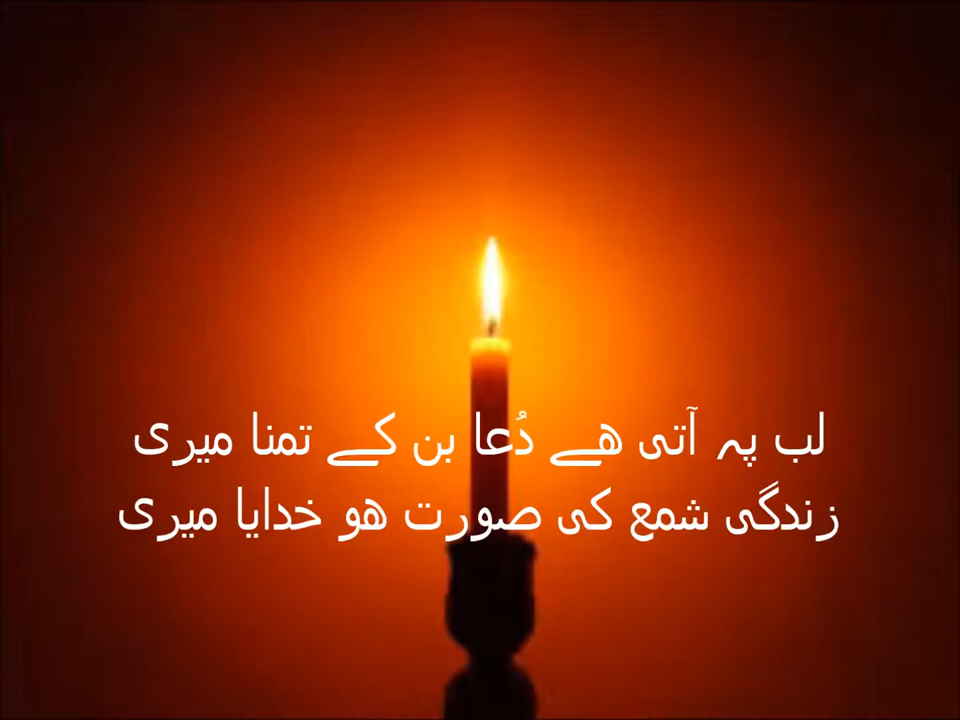 لب پہ آتی ھے دُعا بن کے تمنا میری
زندگی شمع کی صورت ھو خدایا میری